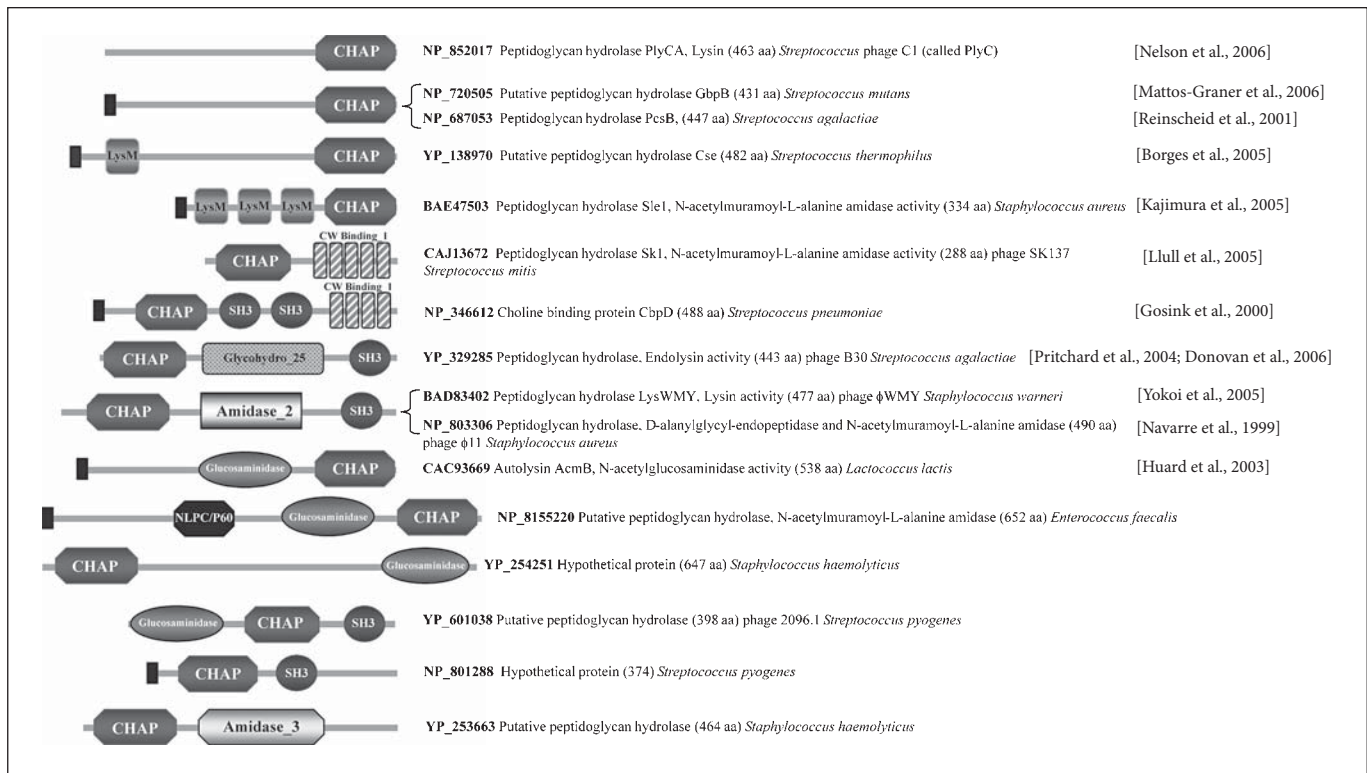 CHAP NP_852017 Peptidoglycan hydrolase PlyCA, Lysin (463 aa) Streptococcus phage C1 (called PlyC) [Nelson et al., 2006]
NP_720505 Putative peptidoglycan hydrolase GbpB (431 aa) Streptococcus mutans [Mattos-Graner et al., 2006]
CHAP
NP_687053 Peptidoglycan hydrolase PcsB, (447 aa) Streptococcus agalactiae [Reinscheid et al., 2001]
LysM CHAP YP_138970 Putative peptidoglycan hydrolase Cse (482 aa) Streptococcus thermophilus [Borges et al., 2005]
LysM LysM LysM CHAP BAE47503 Peptidoglycan hydrolase Sle1, N-acetylmuramoyl-L-alanine amidase activity (334 aa) Staphylococcus aureus [Kajimura et al., 2005]
CW Binding_1
CHAP CAJ13672 Peptidoglycan hydrolase Sk1, N-acetylmuramoyl-L-alanine amidase activity (288 aa) phage SK137 [Llull et al., 2005]
Streptococcus mitis
CW Binding_1
CHAP SH3 SH3 NP_346612 Choline binding protein CbpD (488 aa) Streptococcus pneumoniae [Gosink et al., 2000]
CHAP Glycohydro_25 SH3 YP_329285 Peptidoglycan hydrolase, Endolysin activity (443 aa) phage B30 Streptococcus agalactiae [Pritchard et al., 2004; Donovan et al., 2006]
BAD83402 Peptidoglycan hydrolase LysWMY, Lysin activity (477 aa) phage ϕWMY Staphylococcus warneri [Yokoi et al., 2005]
CHAP Amidase_2 SH3
NP_803306 Peptidoglycan hydrolase, D-alanylglycyl-endopeptidase and N-acetylmuramoyl-L-alanine amidase (490 aa) [Navarre et al., 1999]
phage ϕ11 Staphylococcus aureus
Glucosaminidase CHAP CAC93669 Autolysin AcmB, N-acetylglucosaminidase activity (538 aa) Lactococcus lactis [Huard et al., 2003]
NLPC/P60 Glucosaminidase CHAP NP_8155220 Putative peptidoglycan hydrolase, N-acetylmuramoyl-L-alanine amidase (652 aa) Enterococcus faecalis
CHAP Glucosaminidase YP_254251 Hypothetical protein (647 aa) Staphylococcus haemolyticus
Glucosaminidase CHAP SH3 YP_601038 Putative peptidoglycan hydrolase (398 aa) phage 2096.1 Streptococcus pyogenes
CHAP SH3 NP_801288 Hypothetical protein (374) Streptococcus pyogenes
CHAP Amidase_3 YP_253663 Putative peptidoglycan hydrolase (464 aa) Staphylococcus haemolyticus